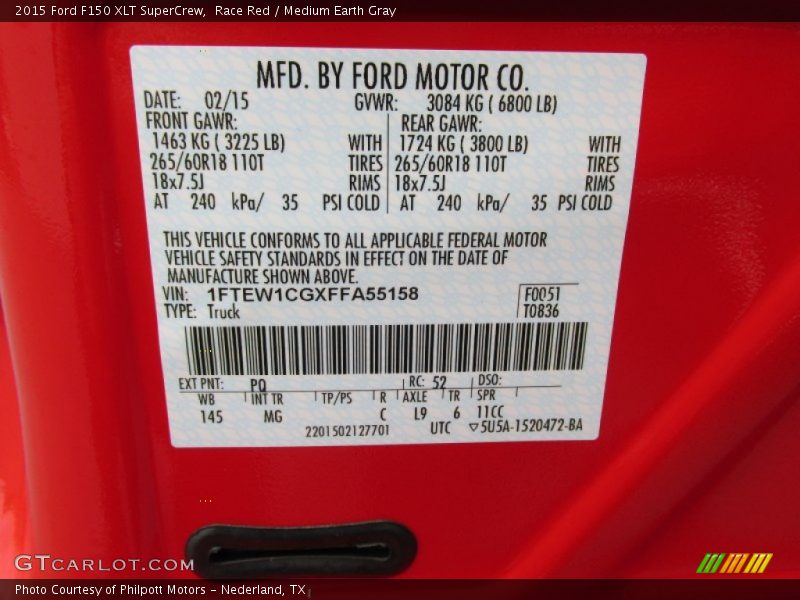 2015 Ford F150 XLT SuperCrew,  Race Red / Medium Earth Gray
MFD. BY FORD MOTOR CO.
DATE: 02/15 GVWR: 3084 KG ( 6800 LB)
FRONT GAWR: REAR GAWR:
1463 KG ( 3225 LB) WITH 1724 KG ( 3800 LB) WITH
265/60R18 110T TIRES 265/60R18 110T TIRES
18x7.5J RIMS 18x7.5J RIMS
AT 240 kPa/ 35 PSI COLD AT 240 kPa/ 35 PSI COLD
THIS VEHICLE CONFORMS TO ALL APPLICABLE FEDERAL MOTOR
VEHICLE SAFETY STANDARDS IN EFFECT ON THE DATE OF
MANUFACTURE SHOWN ABOVE.
VIN: 1FTEW1CGXFFA55158 F0051
TYPE: Truck T0836
EXT PNT: PQ RC: 52 DSO:
WB INT TR TP/PS R AXLE TR SPR
145 MG C L9 6 11CC
2201502127701 UTC ▽5U5A-1520472-BA
GTCARLOT.COM
Photo Courtesy of Philpott Motors - Nederland, TX